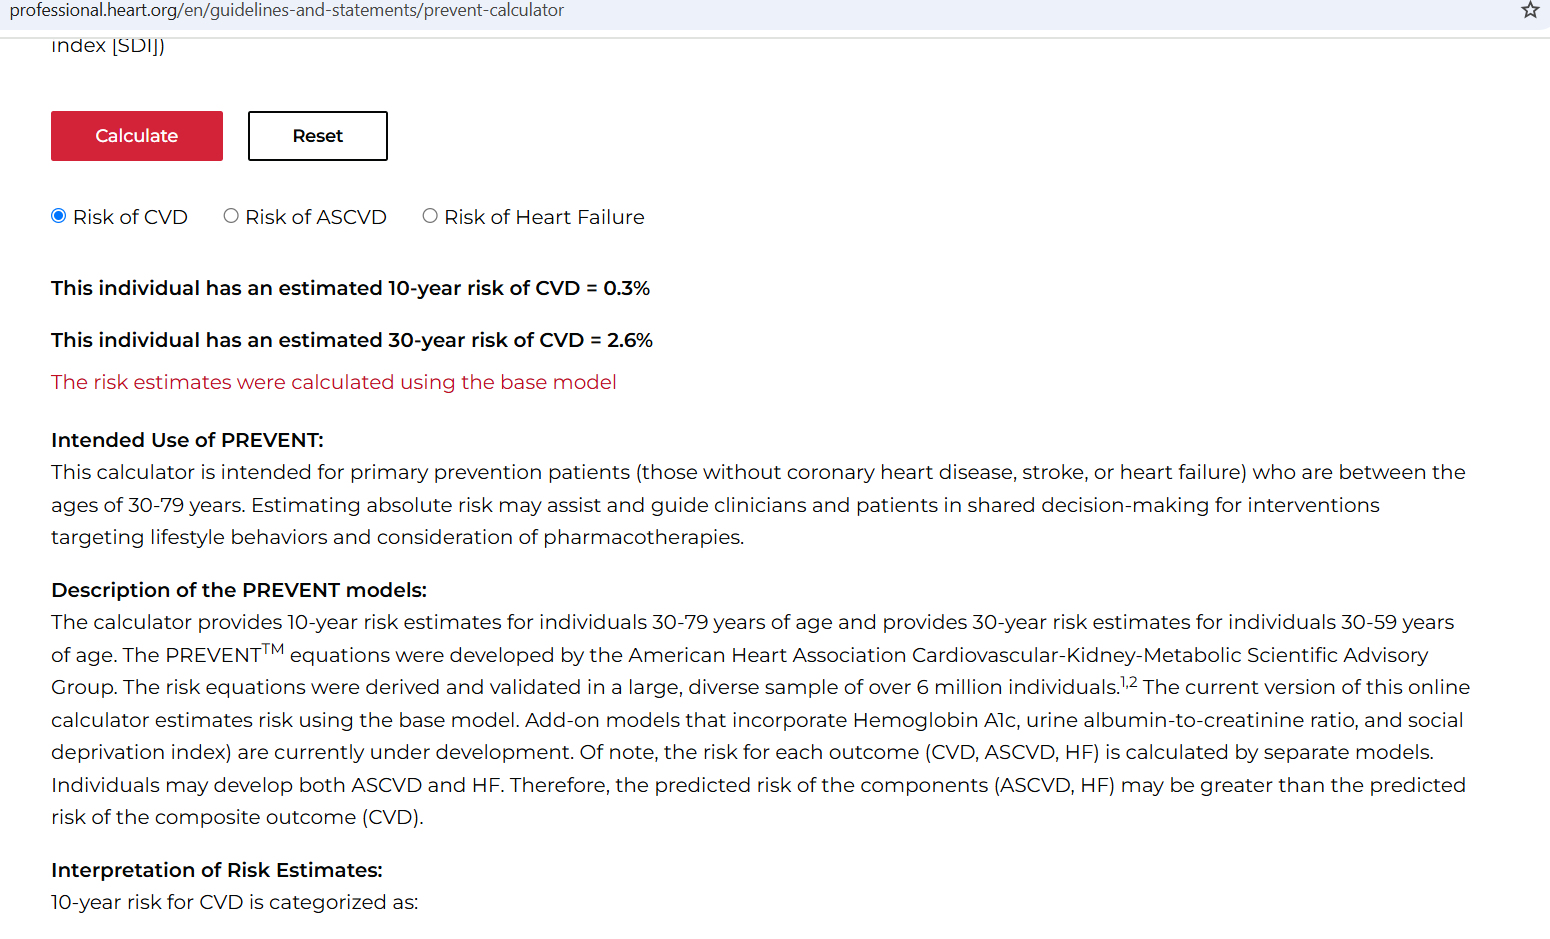 professional.heart.org/en/guidelines-and-statements/prevent-calculator
index [SDI])
Calculate
Reset
Risk of CVD
Risk of ASCVD
Risk of Heart Failure
This individual has an estimated 10-year risk of CVD = 0.3%
This individual has an estimated 30-year risk of CVD = 2.6%
The risk estimates were calculated using the base model
Intended Use of PREVENT:
This calculator is intended for primary prevention patients (those without coronary heart disease, stroke, or heart failure) who are between the
ages of 30-79 years. Estimating absolute risk may assist and guide clinicians and patients in shared decision-making for interventions
targeting lifestyle behaviors and consideration of pharmacotherapies.
Description of the PREVENT models:
The calculator provides 10-year risk estimates for individuals 30-79 years of age and provides 30-year risk estimates for individuals 30-59 years
of age. The PREVENT™ equations were developed by the American Heart Association Cardiovascular-Kidney-Metabolic Scientific Advisory
Group. The risk equations were derived and validated in a large, diverse sample of over 6 million individuals.1,2 The current version of this online
calculator estimates risk using the base model. Add-on models that incorporate Hemoglobin A1c, urine albumin-to-creatinine ratio, and social
deprivation index) are currently under development. Of note, the risk for each outcome (CVD, ASCVD, HF) is calculated by separate models.
Individuals may develop both ASCVD and HF. Therefore, the predicted risk of the components (ASCVD, HF) may be greater than the predicted
risk of the composite outcome (CVD).
Interpretation of Risk Estimates:
10-year risk for CVD is categorized as: